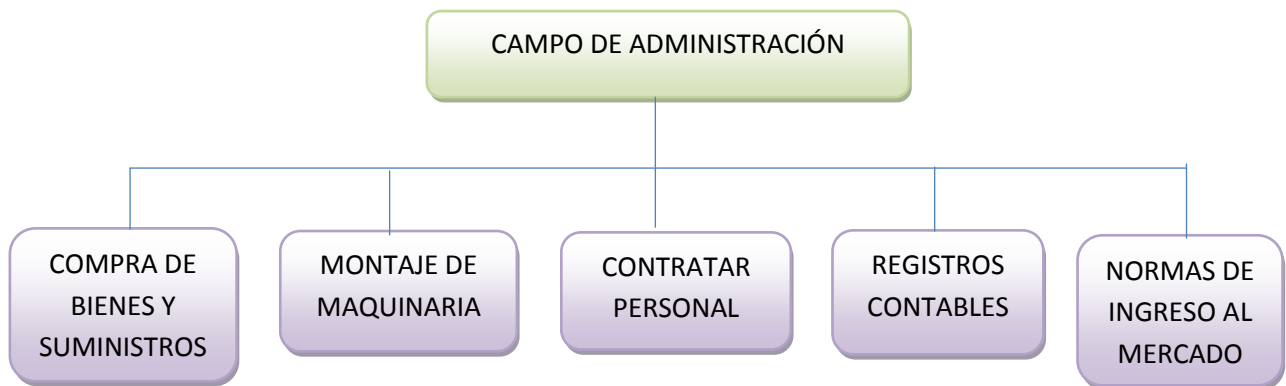 CAMPO DE ADMINISTRACIÓN
COMPRA DE
BIENES Y
SUMINISTROS
MONTAJE DE
MAQUINARIA
CONTRATAR
PERSONAL
REGISTROS
CONTABLES
NORMAS DE
INGRESO AL
MERCADO